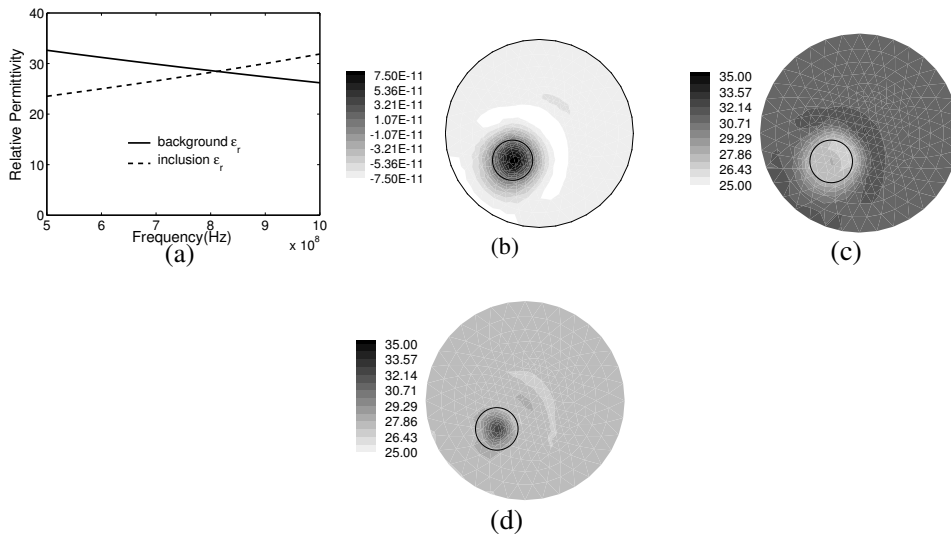 40
30
20
10
0
Relative Permittivity
background ε_r
inclusion ε_r
5 6 7 8 9 10
Frequency(Hz)
x 10^8
(a)
7.50E-11
5.36E-11
3.21E-11
1.07E-11
-1.07E-11
-3.21E-11
-5.36E-11
-7.50E-11
(b)
35.00
33.57
32.14
30.71
29.29
27.86
26.43
25.00
(c)
35.00
33.57
32.14
30.71
29.29
27.86
26.43
25.00
(d)